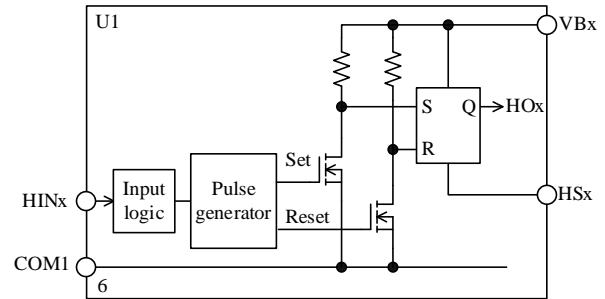 U1
VBx
S
Q
HOx
R
Set
Input
logic
Pulse
generator
HINx
HSx
Reset
COM1
6